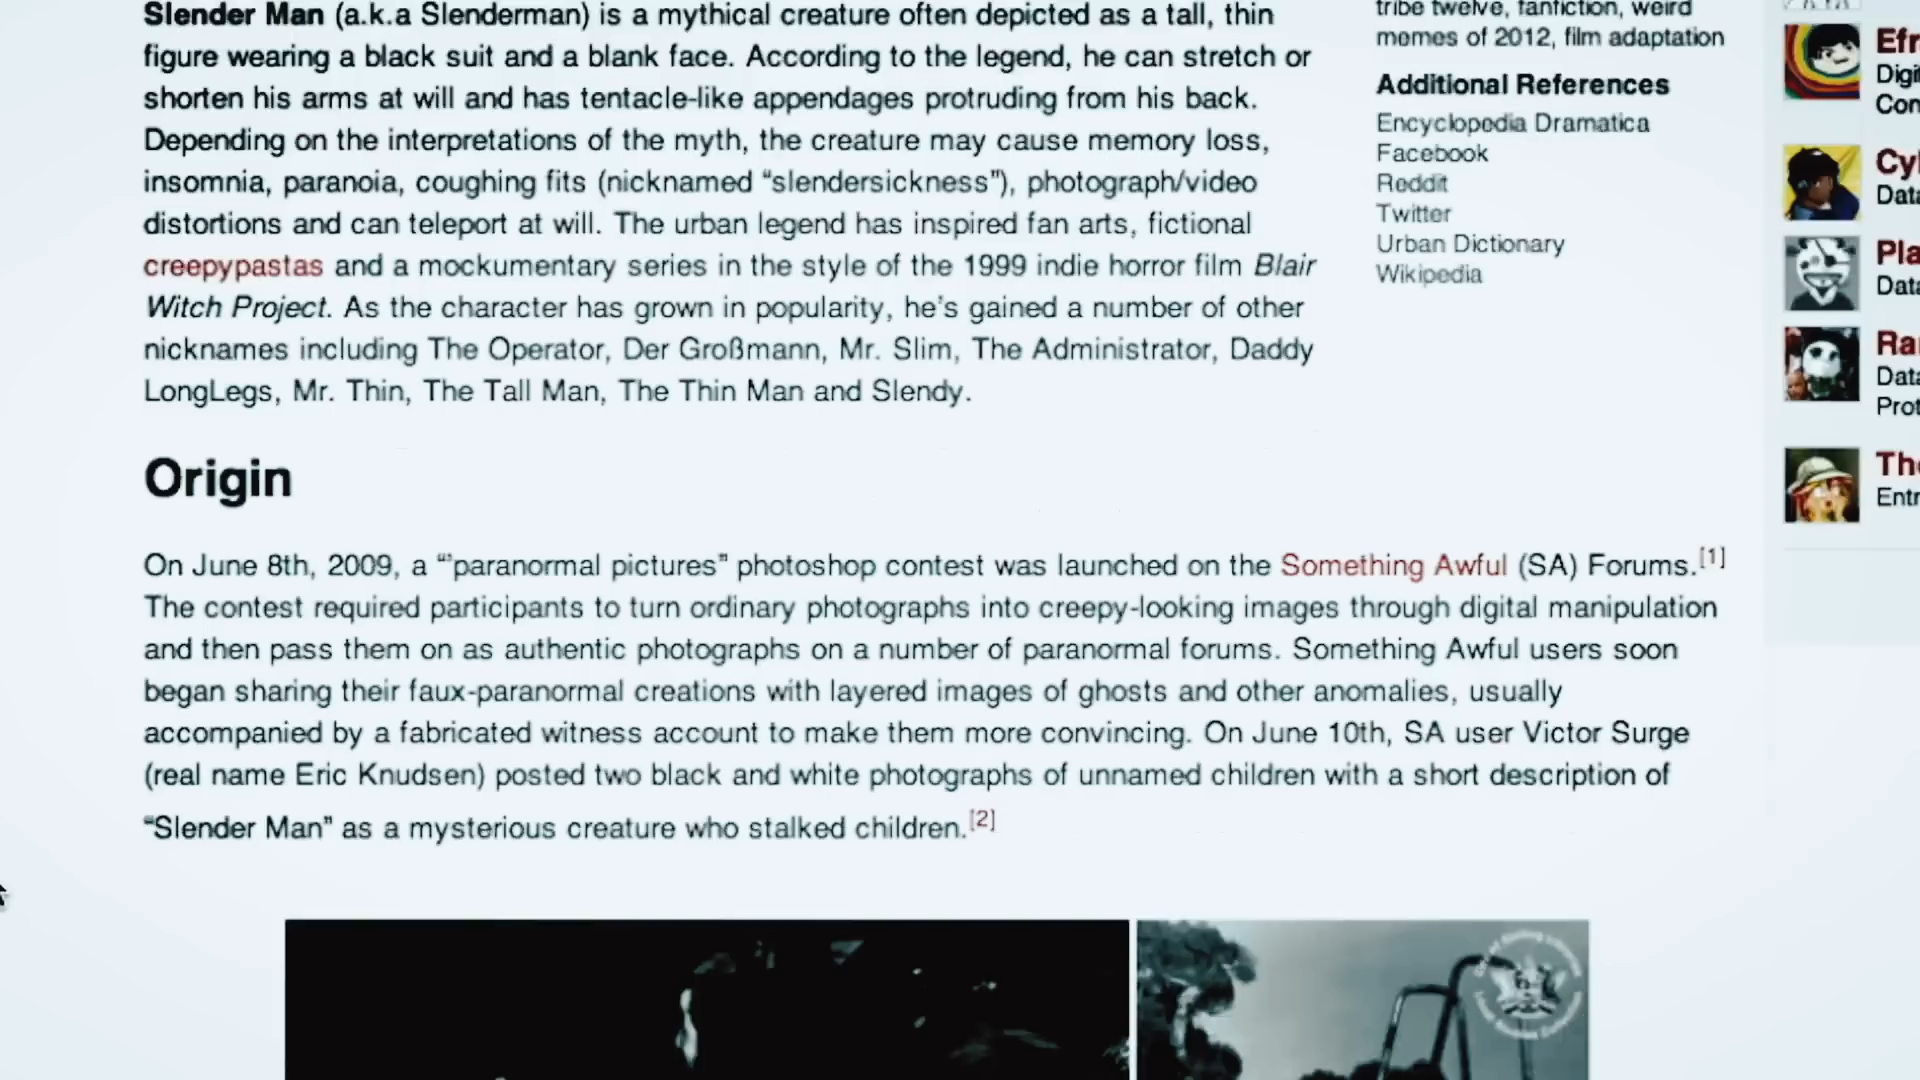 Slender Man (a.k.a Slenderman) is a mythical creature often depicted as a tall, thin
figure wearing a black suit and a blank face. According to the legend, he can stretch or
shorten his arms at will and has tentacle-like appendages protruding from his back.
Depending on the interpretations of the myth, the creature may cause memory loss,
insomnia, paranoia, coughing fits (nicknamed “slendersickness”), photograph/video
distortions and can teleport at will. The urban legend has inspired fan arts, fictional
creepypastas and a mockumentary series in the style of the 1999 indie horror film Blair
Witch Project. As the character has grown in popularity, he’s gained a number of other
nicknames including The Operator, Der Großmann, Mr. Slim, The Administrator, Daddy
LongLegs, Mr. Thin, The Tall Man, The Thin Man and Slendy.
Origin
On June 8th, 2009, a “’paranormal pictures” photoshop contest was launched on the Something Awful (SA) Forums.[1]
The contest required participants to turn ordinary photographs into creepy-looking images through digital manipulation
and then pass them on as authentic photographs on a number of paranormal forums. Something Awful users soon
began sharing their faux-paranormal creations with layered images of ghosts and other anomalies, usually
accompanied by a fabricated witness account to make them more convincing. On June 10th, SA user Victor Surge
(real name Eric Knudsen) posted two black and white photographs of unnamed children with a short description of
“Slender Man” as a mysterious creature who stalked children.[2]
tribe twelve, fanfiction, weird
memes of 2012, film adaptation
Additional References
Encyclopedia Dramatica
Facebook
Reddit
Twitter
Urban Dictionary
Wikipedia
Efr
Digit
Con
Cyl
Data
Pla
Data
Ra
Data
Prot
The
Entr